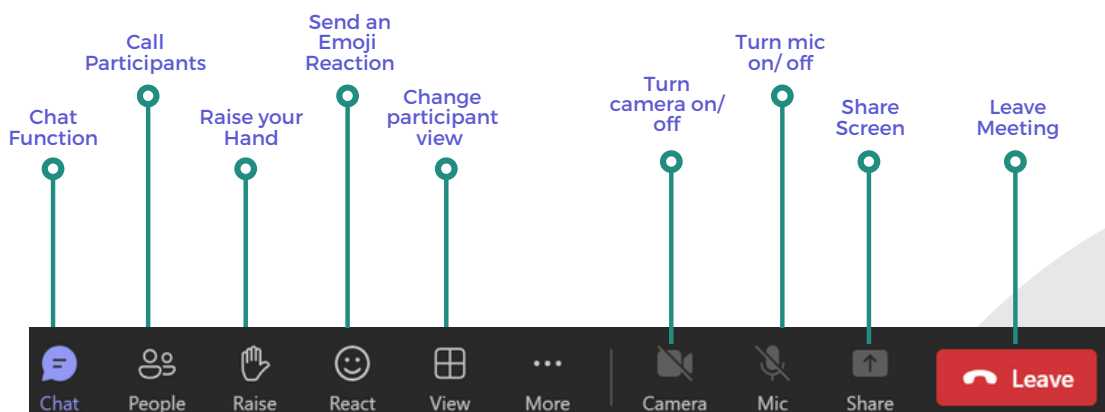 Chat
Function
Call
Participants
Raise your
Hand
Send an
Emoji
Reaction
Change
participant
view
Turn
camera on/
off
Turn mic
on/ off
Share
Screen
Leave
Meeting
Chat
People
Raise
React
View
More
Camera
Mic
Share
Leave